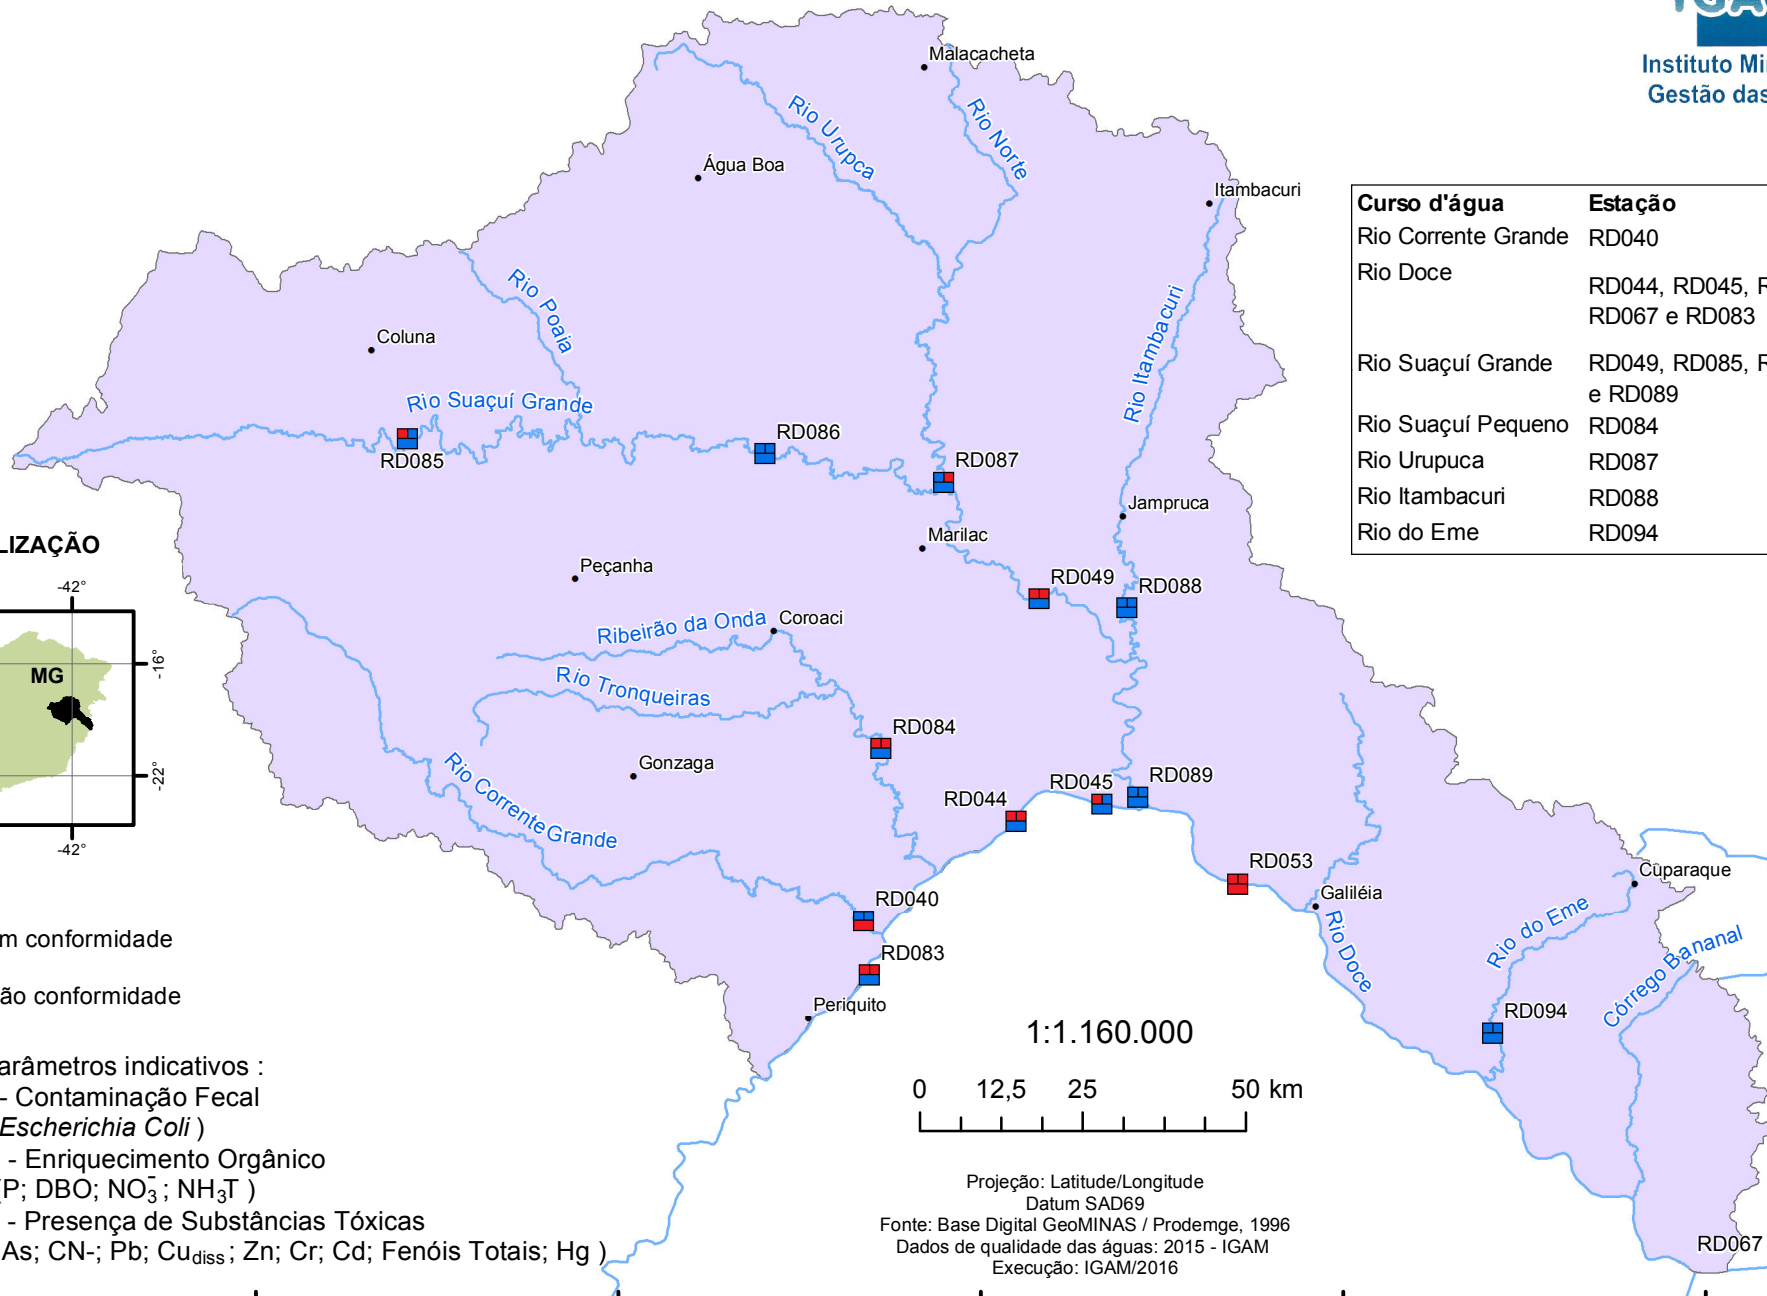 Instituto
Gestão das
Malacacheta
Rio Urupca
Rio Norte
Água Boa
Itambacuri
Curso d'água Estação
Rio Corrente Grande RD040
Rio Doce
RD044, RD045,
RD067 e RD083
Rio Suaçuí Grande RD049, RD085,
e RD089
Rio Suaçuí Pequeno RD084
Rio Urupuca RD087
Rio Itambacuri RD088
Rio do Eme RD094
Rio Poaia
Rio Itambacuri
Coluna
Rio Suaçuí Grande
RD086
RD085
RD087
Jampruca
Marilac
Peçanha
RD049
RD088
-42°
-16°
MG
-22°
-42°
Ribeirão da Onda
Coroaci
Rio Tronqueiras
RD084
Gonzaga
Rio Corrente Grande
RD044
RD045
RD089
RD053
Galiléia
Cuparaque
RD040
Rio do Eme
Rio Doce
Córrego Bananal
RD083
Periquito
RD094
conformidade
conformidade
1:1.160.000
0 12,5 25 50 km
indicativos :
- Contaminação Fecal
Escherichia Coli )
- Enriquecimento Orgânico
P; DBO; NO₃⁻; NH₃T )
- Presença de Substâncias Tóxicas
As; CN-; Pb; Cudiss; Zn; Cr; Cd; Fenóis Totais; Hg )
Projeção: Latitude/Longitude
Datum SAD69
Fonte: Base Digital GeoMINAS / Prodemge, 1996
Dados de qualidade das águas: 2015 - IGAM
Execução: IGAM/2016
RD067